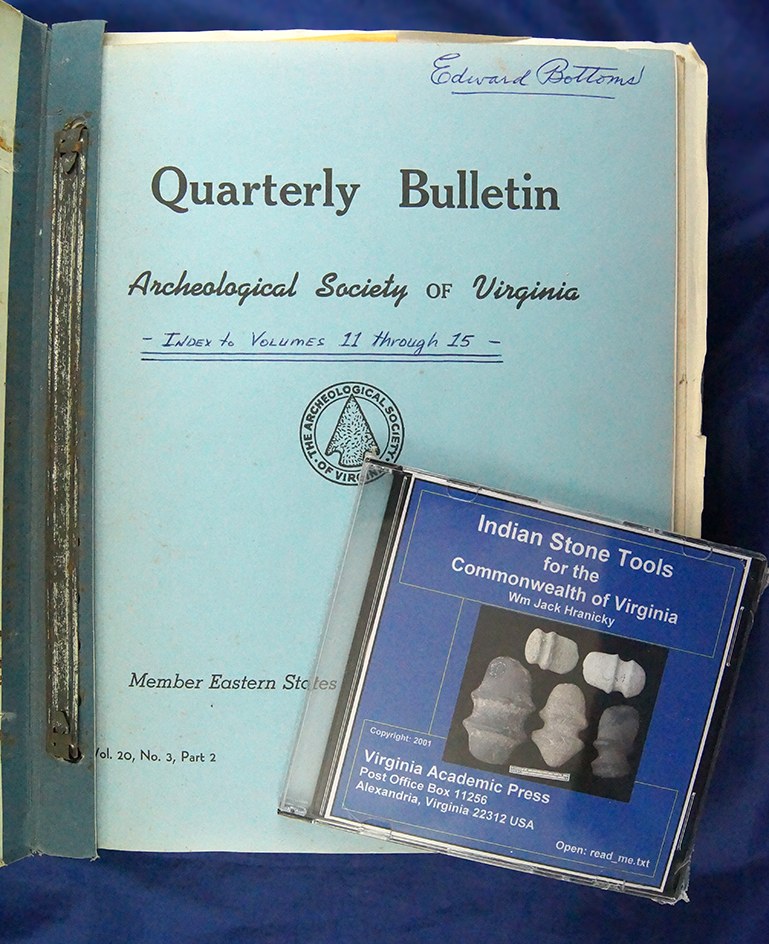 Edward Bottoms
Quarterly Bulletin
Archeological Society OF Virginia
- Index to Volumes 11 through 15 -
THE ARCHEOLOGICAL SOCIETY
· OF VIRGIN
Member Eastern States
Vol. 20, No. 3, Part 2
Indian Stone Tools
for the
Commonwealth of Virginia
Wm Jack Hranicky
Copyright: 2001
Virginia Academic Press
Post Office Box 11256
Alexandria, Virginia 22312 USA
Open: read_me.txt